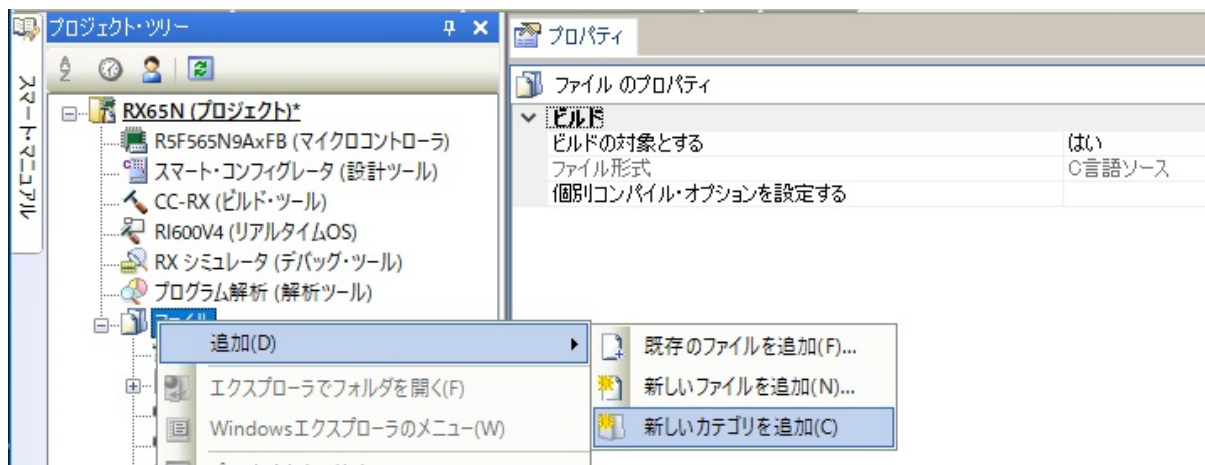 プロジェクト・ツリー
プロパティ
スマート・マニュアル
RX65N (プロジェクト)*
R5F565N9AxFB (マイクロコントローラ)
スマート・コンフィグレータ (設計ツール)
CC-RX (ビルド・ツール)
RI600V4 (リアルタイムOS)
RX シミュレータ (デバッグ・ツール)
プログラム解析 (解析ツール)
ファイル のプロパティ
ビルド
ビルドの対象とする はい
ファイル形式 C言語ソース
個別コンパイル・オプションを設定する
追加(D)
エクスプローラでフォルダを開く(F)
Windowsエクスプローラのメニュー(W)
既存のファイルを追加(F)...
新しいファイルを追加(N)...
新しいカテゴリを追加(C)